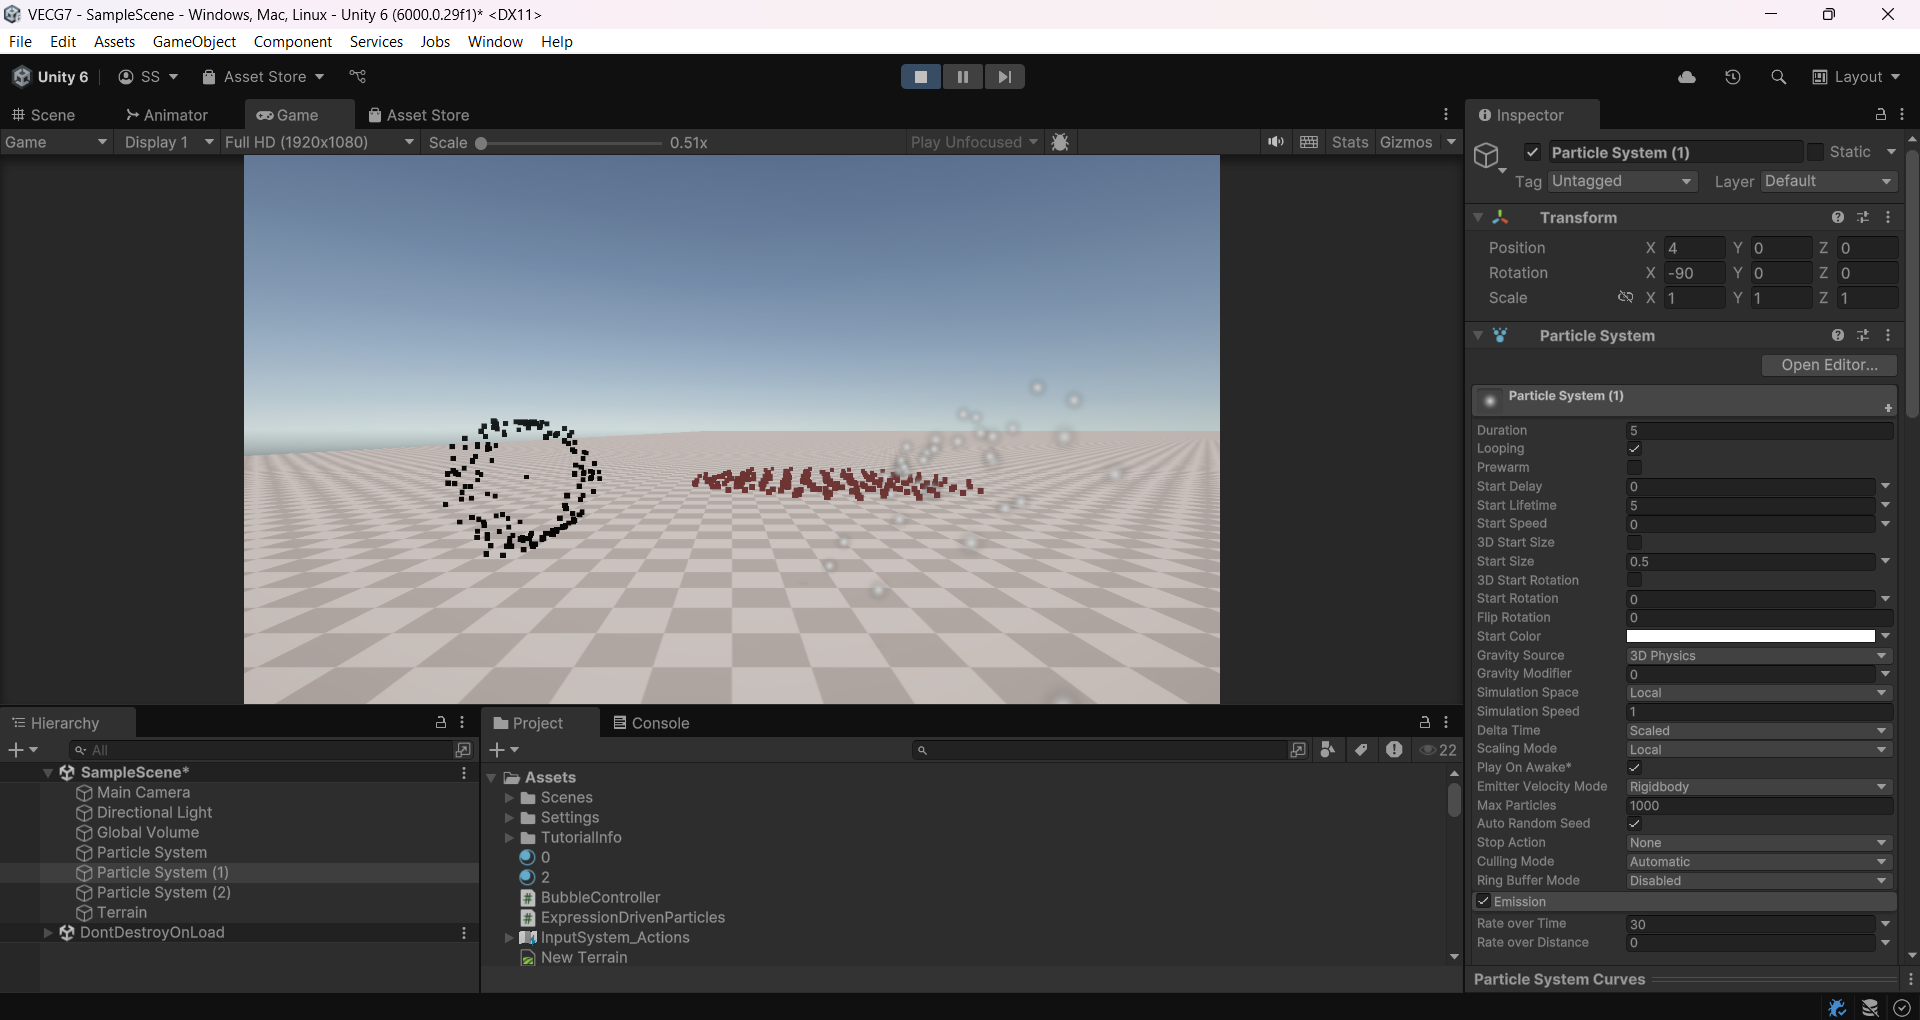 VECG7 - SampleScene - Windows, Mac, Linux - Unity 6 (6000.0.29f1)* <DX11>
File Edit Assets GameObject Component Services Jobs Window Help
Unity 6 SS Asset Store Layout
Scene Animator Game Asset Store
Game Display 1 Full HD (1920x1080) Scale 0.51x Play Unfocused Stats Gizmos
Inspector
Particle System (1) Static
Tag Untagged Layer Default
Transform
Position X 4 Y 0 Z 0
Rotation X -90 Y 0 Z 0
Scale X 1 Y 1 Z 1
Particle System
Open Editor...
Particle System (1)
Duration 5
Looping
Prewarm
Start Delay 0
Start Lifetime 5
Start Speed 0
3D Start Size
Start Size 0.5
3D Start Rotation
Start Rotation 0
Flip Rotation 0
Start Color
Gravity Source 3D Physics
Gravity Modifier 0
Simulation Space Local
Simulation Speed 1
Delta Time Scaled
Scaling Mode Local
Play On Awake*
Emitter Velocity Mode Rigidbody
Max Particles 1000
Auto Random Seed
Stop Action None
Culling Mode Automatic
Ring Buffer Mode Disabled
Emission
Rate over Time 30
Rate over Distance 0
Particle System Curves
Hierarchy
All
SampleScene*
Main Camera
Directional Light
Global Volume
Particle System
Particle System (1)
Particle System (2)
Terrain
DontDestroyOnLoad
Project Console
22
Assets
Scenes
Settings
TutorialInfo
0
2
BubbleController
ExpressionDrivenParticles
InputSystem_Actions
New Terrain